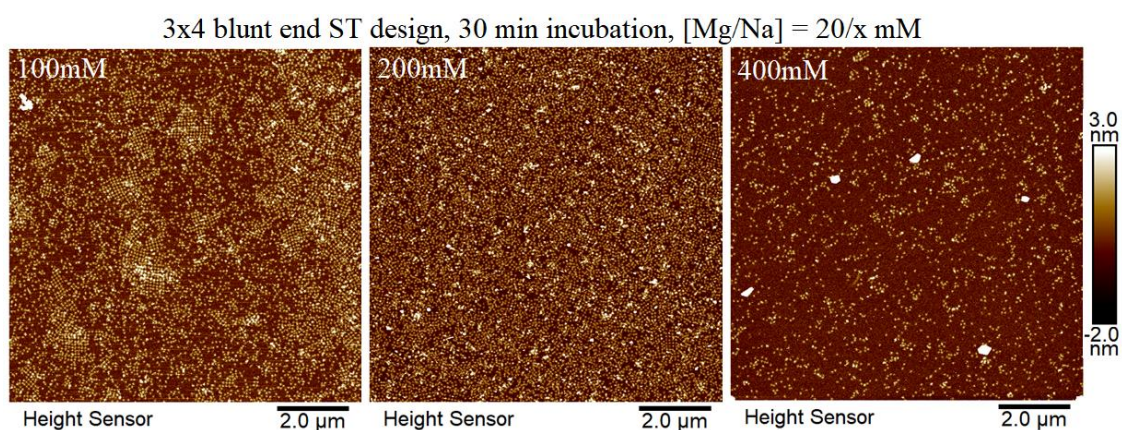 3x4 blunt end ST design, 30 min incubation, [Mg/Na] = 20/x mM
100mM
200mM
400mM
3.0
nm
-2.0
nm
Height Sensor
2.0 µm
Height Sensor
2.0 µm
Height Sensor
2.0 µm